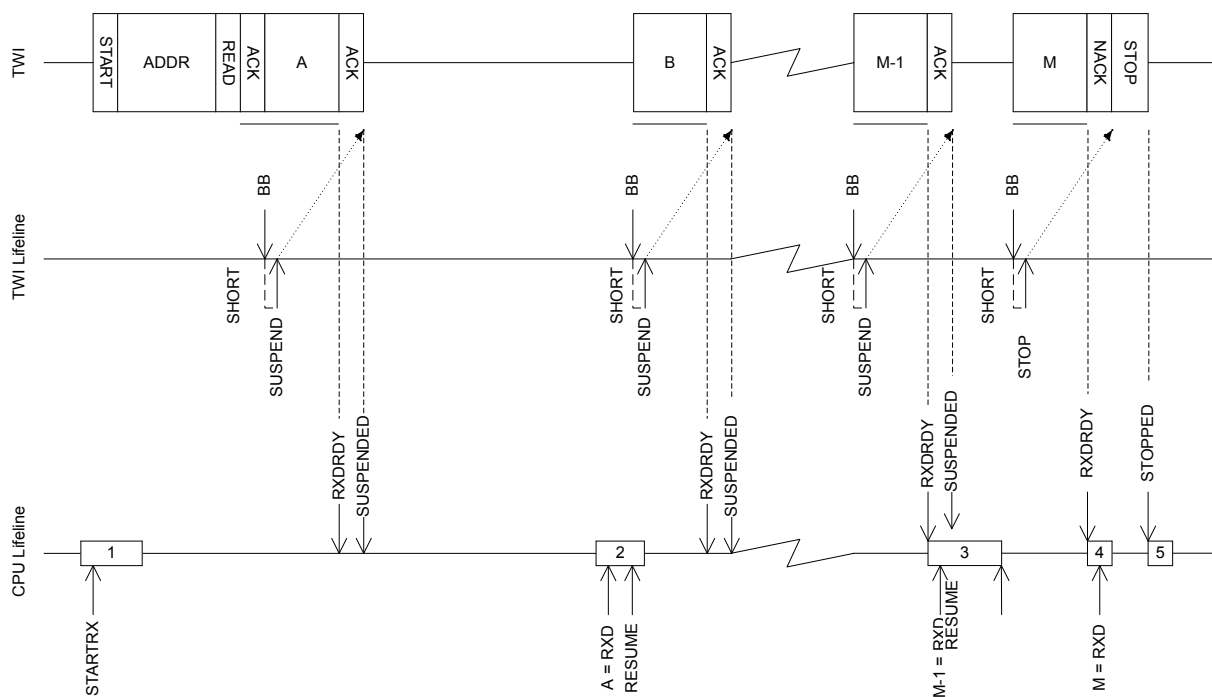 TWI
START
ADDR
READ
ACK
A
ACK
B
ACK
M-1
ACK
M
NACK
STOP
TWI Lifeline
BB
SHORT
SUSPEND
BB
SHORT
SUSPEND
BB
SHORT
SUSPEND
BB
SHORT
STOP
CPU Lifeline
RXDRDY
SUSPENDED
RXDRDY
SUSPENDED
RXDRDY
SUSPENDED
RXDRDY
STOPPED
1
2
3
4
5
STARTRX
A = RXD
RESUME
M-1 = RXD
RESUME
M = RXD